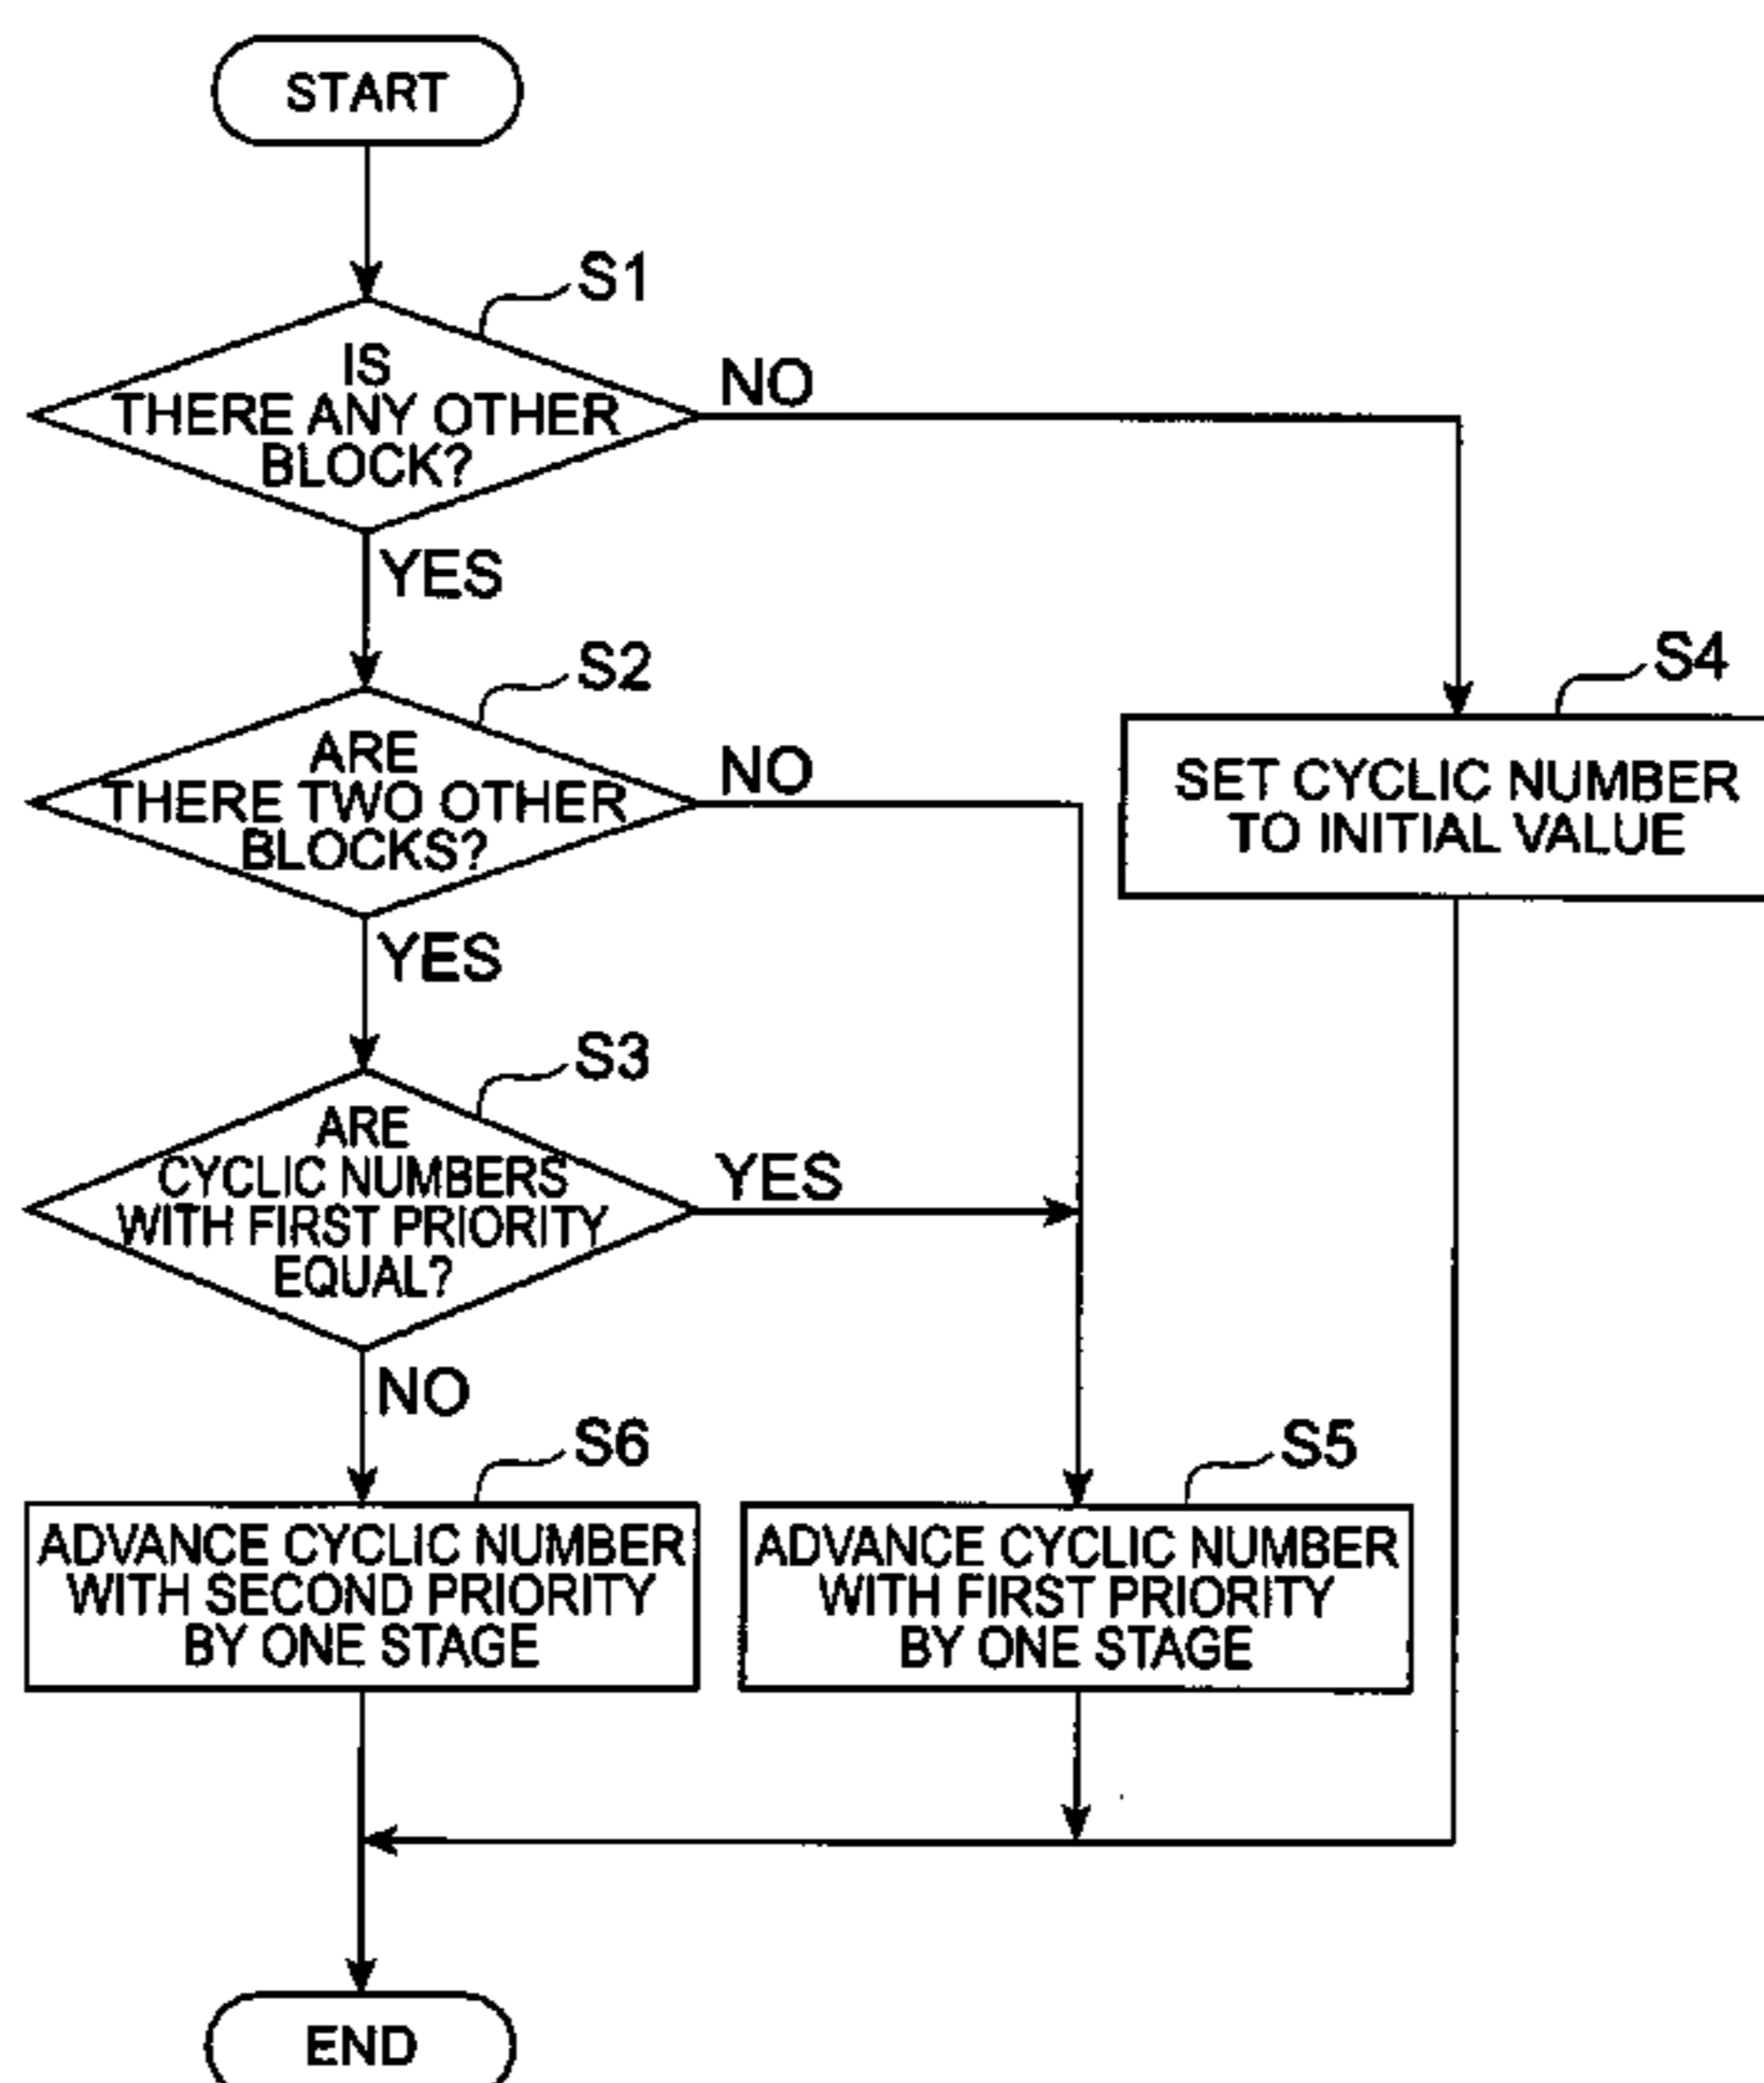 START
S1
IS
THERE ANY OTHER
BLOCK?
NO
YES
S2
ARE
THERE TWO OTHER
BLOCKS?
NO
S4
SET CYCLIC NUMBER
TO INITIAL VALUE
YES
S3
ARE
CYCLIC NUMBERS
WITH FIRST PRIORITY
EQUAL?
YES
NO
S6
ADVANCE CYCLIC NUMBER
WITH SECOND PRIORITY
BY ONE STAGE
S5
ADVANCE CYCLIC NUMBER
WITH FIRST PRIORITY
BY ONE STAGE
END